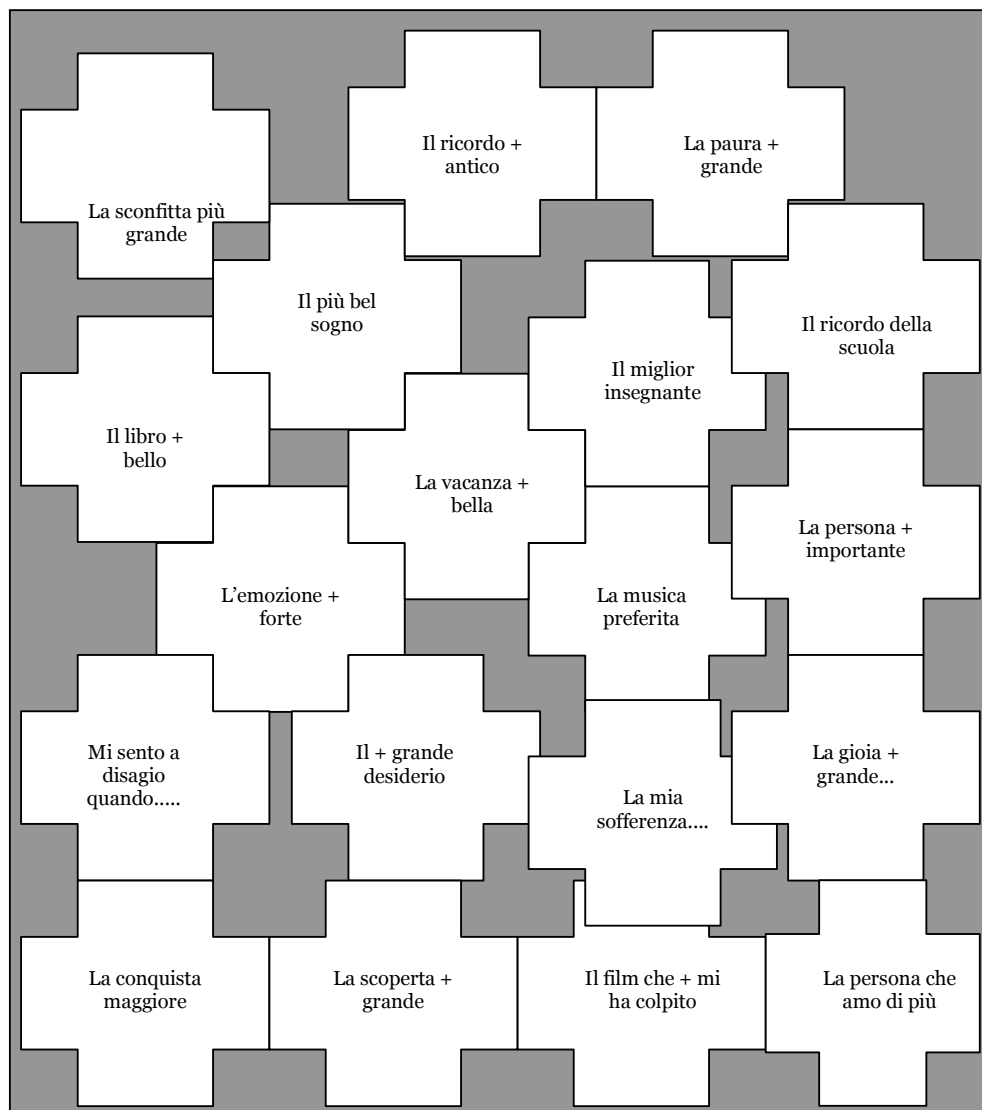 Il ricordo +
antico
La paura +
grande
La sconfitta più
grande
Il più bel
sogno
Il ricordo della
scuola
Il miglior
insegnante
Il libro +
bello
La vacanza +
bella
La persona +
importante
L'emozione +
forte
La musica
preferita
Mi sento a
disagio
quando.....
Il + grande
desiderio
La gioia +
grande...
La mia
sofferenza....
La conquista
maggiore
La scoperta +
grande
Il film che + mi
ha colpito
La persona che
amo di più